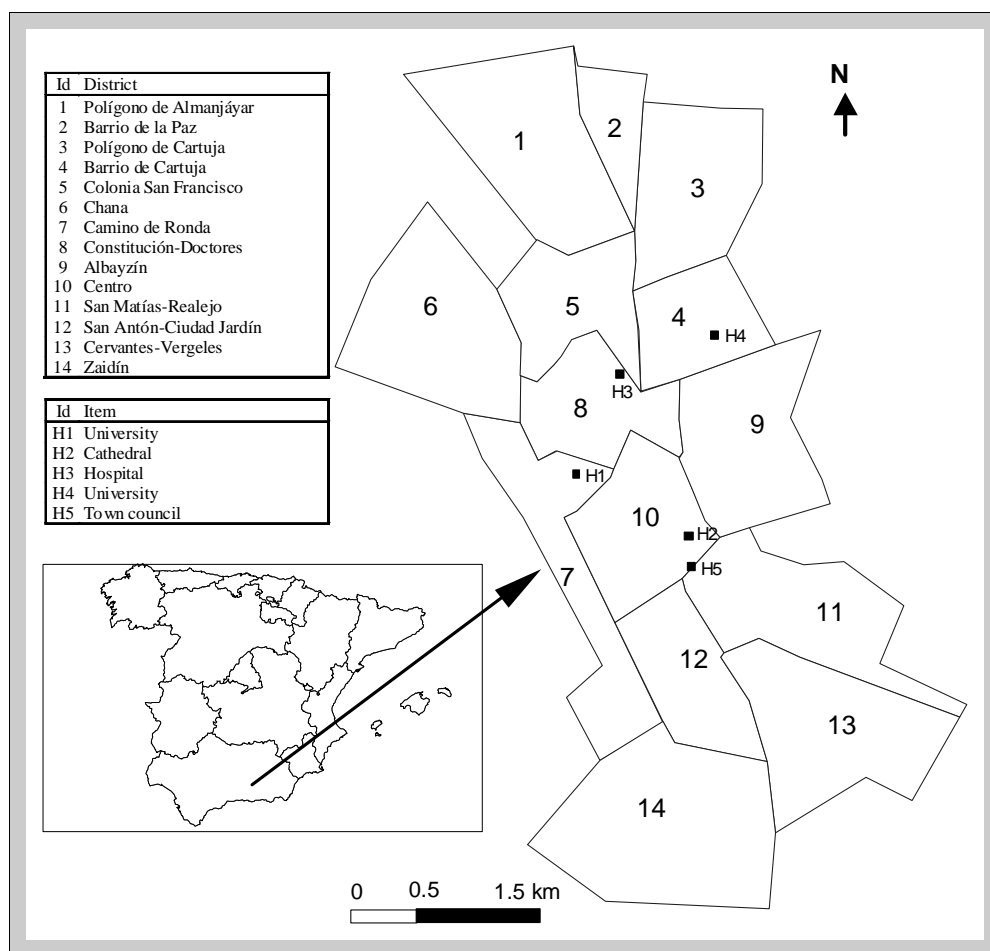 Id District
1 Polígono de Almanjáyar
2 Barrio de la Paz
3 Polígono de Cartuja
4 Barrio de Cartuja
5 Colonia San Francisco
6 Chana
7 Camino de Ronda
8 Constitución-Doctores
9 Albayzín
10 Centro
11 San Matías-Realejo
12 San Antón-Ciudad Jardín
13 Cervantes-Vergeles
14 Zaidín
Id Item
H1 University
H2 Cathedral
H3 Hospital
H4 University
H5 Town council
N
1
2
3
4
H4
5
6
H3
8
9
H1
10
H2
H5
7
11
12
13
14
0 0.5 1.5 km